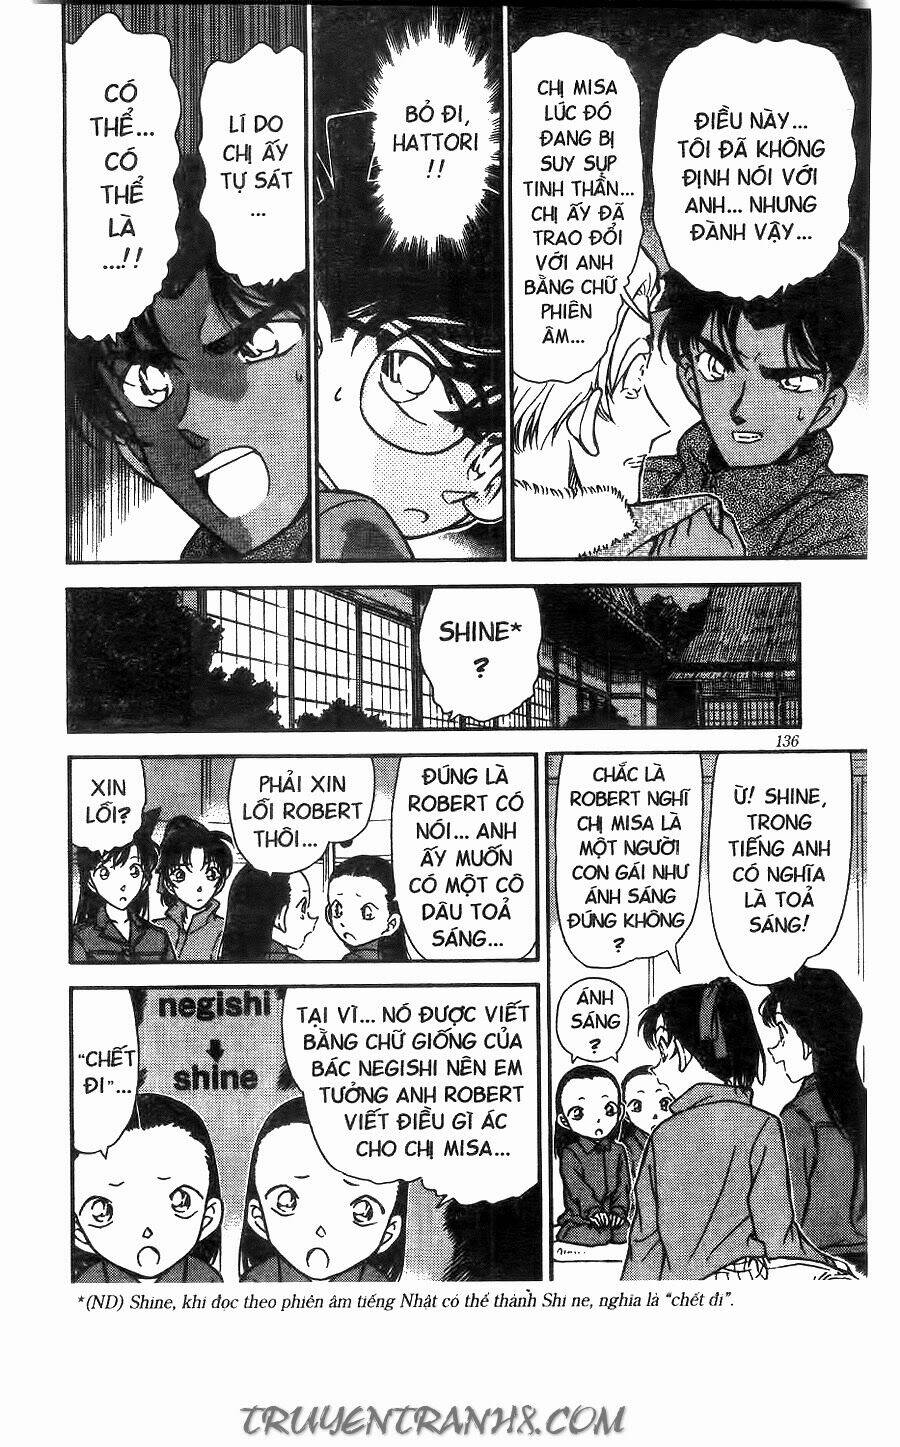 ĐIỀU NÀY...
TÔI ĐÃ KHÔNG
ĐỊNH NÓI VỚI
ANH... NHƯNG
ĐÀNH VẬY...
CHỊ MISA
LÚC ĐÓ
ĐANG BỊ
SUY SỤP
TINH THẦN...
CHỊ ẤY ĐÃ
TRAO ĐỔI
VỚI ANH
BẰNG CHỮ
PHIÊN
ÂM...
BỎ ĐI,
HATTORI
!!
LÍ DO
CHỊ ẤY
TỰ SÁT
...
CÓ
THỂ...
CÓ
THỂ
LÀ
...!!
SHINE*
?
136
Ừ! SHINE,
TRONG
TIẾNG ANH
CÓ NGHĨA
LÀ TOẢ
SÁNG!
CHẮC LÀ
ROBERT NGHĨ
CHỊ MISA LÀ
MỘT NGƯỜI
CON GÁI NHƯ
ÁNH SÁNG
ĐÚNG KHÔNG
?
ÁNH
SÁNG
?
ĐÚNG LÀ
ROBERT CÓ
NÓI... ANH
ẤY MUỐN
CÓ MỘT CÔ
DÂU TOẢ
SÁNG...
PHẢI XIN
LỖI ROBERT
THÔI...
XIN
LỖI?
TẠI VÌ... NÓ ĐƯỢC VIẾT
BẰNG CHỮ GIỐNG CỦA
BÁC NEGISHI NÊN EM
TƯỞNG ANH ROBERT
VIẾT ĐIỀU GÌ ÁC
CHO CHỊ MISA...
negishi
shine
"CHẾT
ĐI"...
*(ND) Shine, khi đọc theo phiên âm tiếng Nhật có thể thành Shi ne, nghĩa là "chết đi".
TRUYENTRANH8.COM